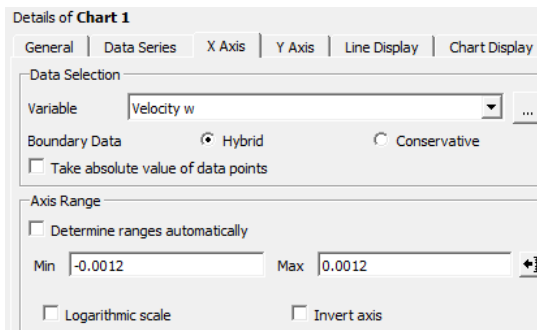 Details of Chart 1
General Data Series X Axis Y Axis Line Display Chart Display
Data Selection
Variable Velocity w ...
Boundary Data Hybrid Conservative
Take absolute value of data points
Axis Range
Determine ranges automatically
Min -0.0012 Max 0.0012
Logarithmic scale Invert axis